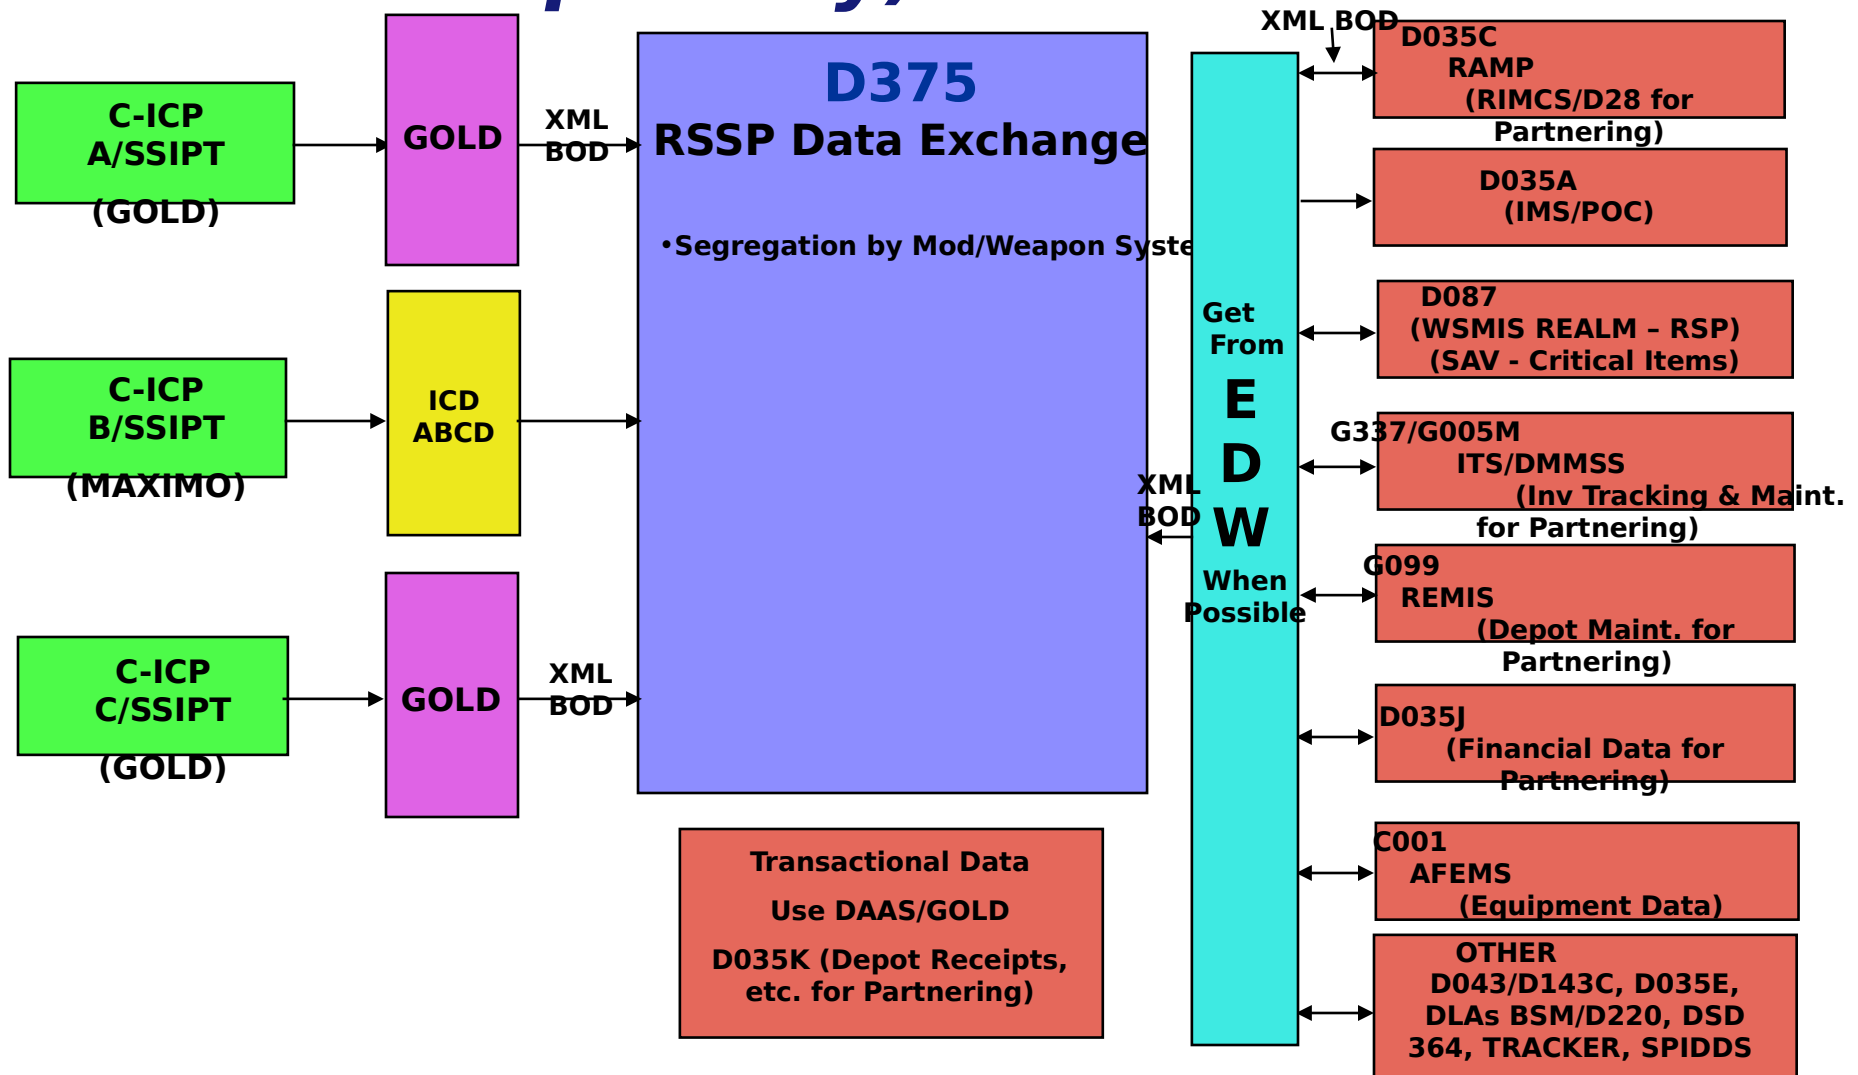 C-ICP
A/SSIPT
(GOLD)
GOLD
XML
BOD
C-ICP
B/SSIPT
(MAXIMO)
ICD
ABCD
C-ICP
C/SSIPT
(GOLD)
GOLD
XML
BOD
D375
RSSP Data Exchange
•Segregation by Mod/Weapon Syste
Transactional Data
Use DAAS/GOLD
D035K (Depot Receipts,
etc. for Partnering)
XML
BOD
Get
From
E
D
W
When
Possible
XML BOD
D035C
RAMP
(RIMCS/D28 for
Partnering)
D035A
(IMS/POC)
D087
(WSMIS REALM – RSP)
(SAV - Critical Items)
G337/G005M
ITS/DMMSS
(Inv Tracking & Maint.
for Partnering)
G099
REMIS
(Depot Maint. for
Partnering)
D035J
(Financial Data for
Partnering)
C001
AFEMS
(Equipment Data)
OTHER
D043/D143C, D035E,
DLAs BSM/D220, DSD
364, TRACKER, SPIDDS